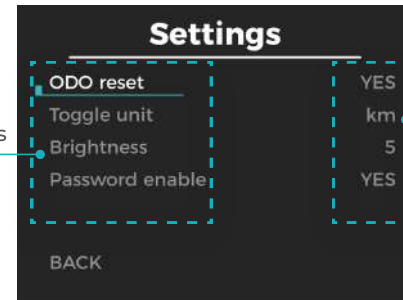 Settings
ODO reset YES
Toggle unit km
s
Brightness 5
Password enable YES
BACK